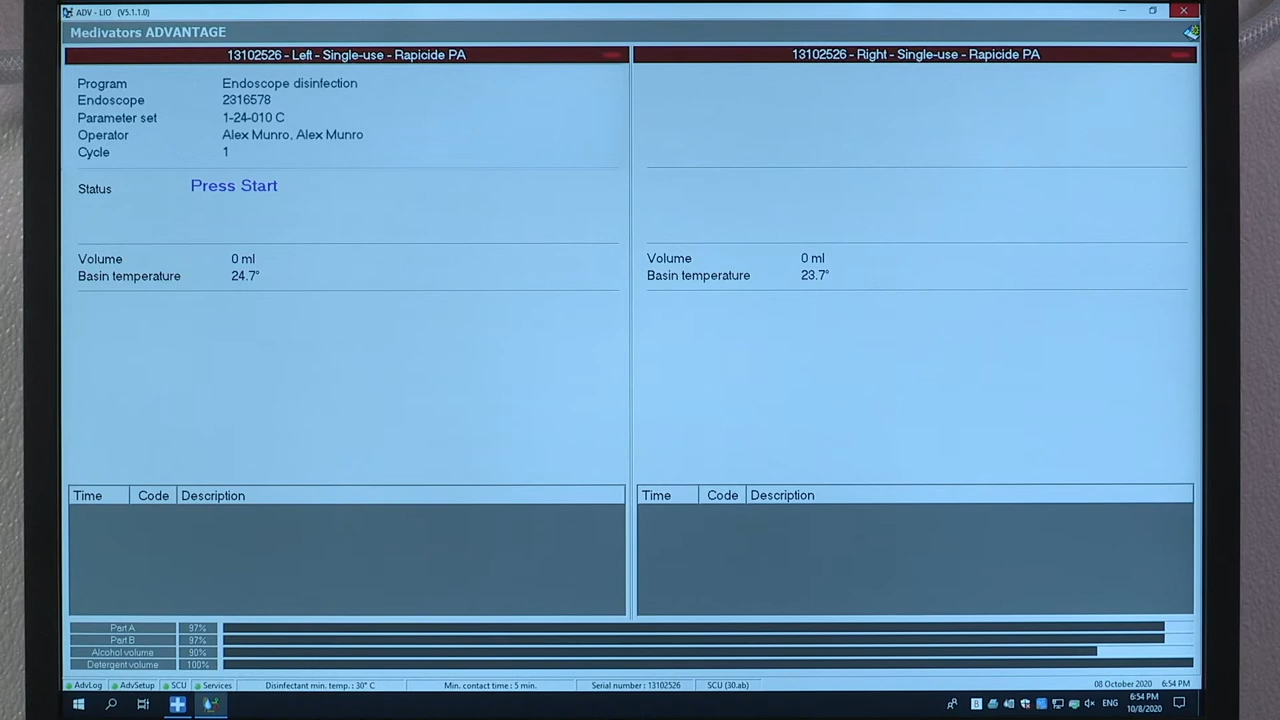 ADV - LIO (V5.1.1.0)
Medivators ADVANTAGE
13102526 - Left - Single-use - Rapicide PA
Program Endoscope disinfection
Endoscope 2316578
Parameter set 1-24-010 C
Operator Alex Munro, Alex Munro
Cycle 1
Status Press Start
Volume 0 ml
Basin temperature 24.7°
Time Code Description
13102526 - Right - Single-use - Rapicide PA
Volume 0 ml
Basin temperature 23.7°
Time Code Description
Part A 97%
Part B 97%
Alcohol volume 90%
Detergent volume 100%
AdvLog AdvSetup SCU Services Disinfectant min. temp.: 30° C Min. contact time : 5 min. Serial number : 13102526 SCU (30.ab) 08 October 2020 6:54 PM
ENG
6:54 PM
10/8/2020